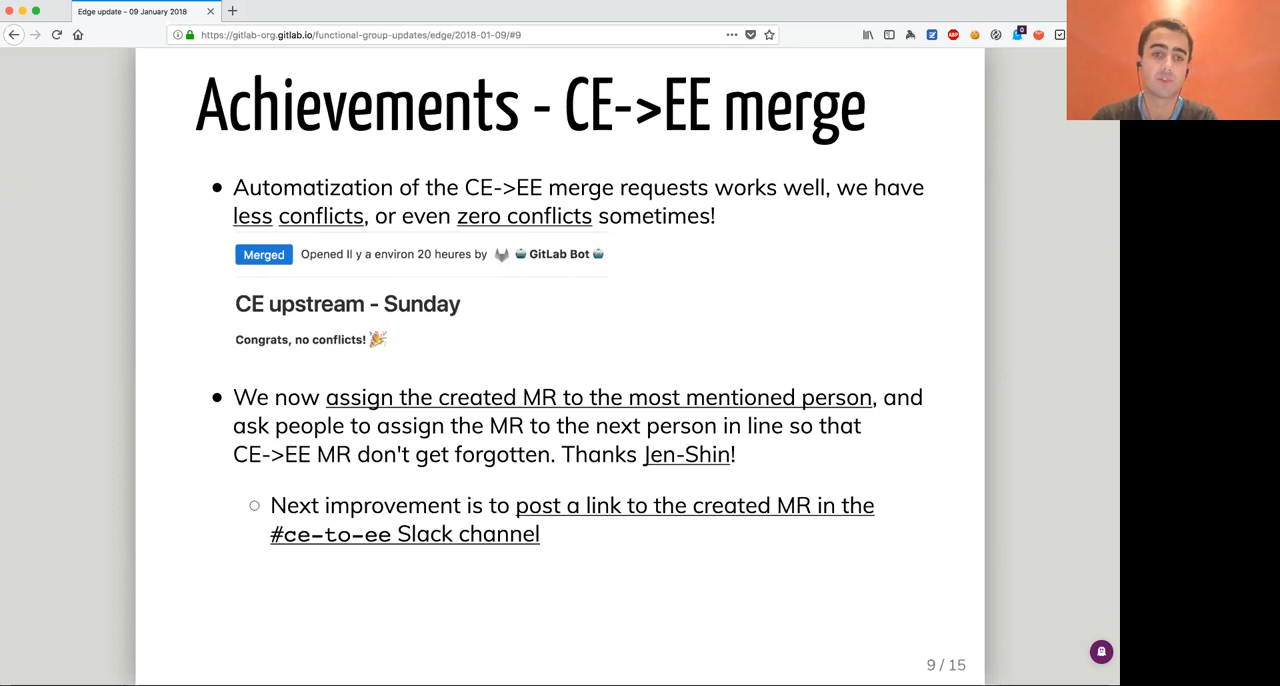 Edge update - 09 January 2018
https://gitlab-org.gitlab.io/functional-group-updates/edge/2018-01-09/#9
ABP
0
Achievements - CE->EE merge
Automatization of the CE->EE merge requests works well, we have
less conflicts, or even zero conflicts sometimes!
Merged Opened Il y a environ 20 heures by GitLab Bot
CE upstream - Sunday
Congrats, no conflicts!
We now assign the created MR to the most mentioned person, and
ask people to assign the MR to the next person in line so that
CE->EE MR don't get forgotten. Thanks Jen-Shin!
Next improvement is to post a link to the created MR in the
#ce-to-ee Slack channel
9 / 15